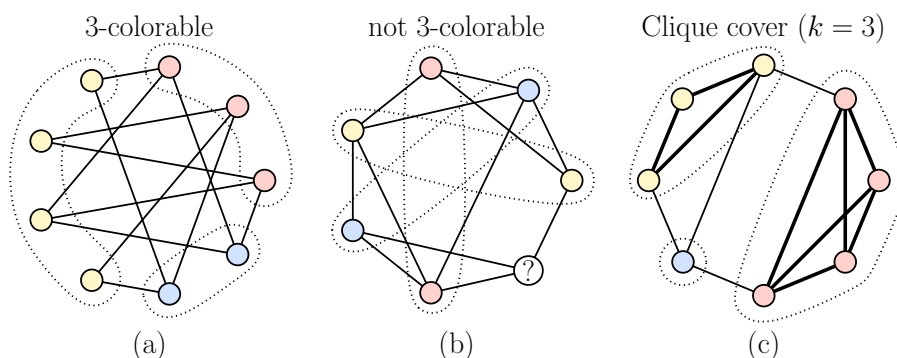 3-colorable
not 3-colorable
Clique cover (k = 3)
?
(a)
(b)
(c)